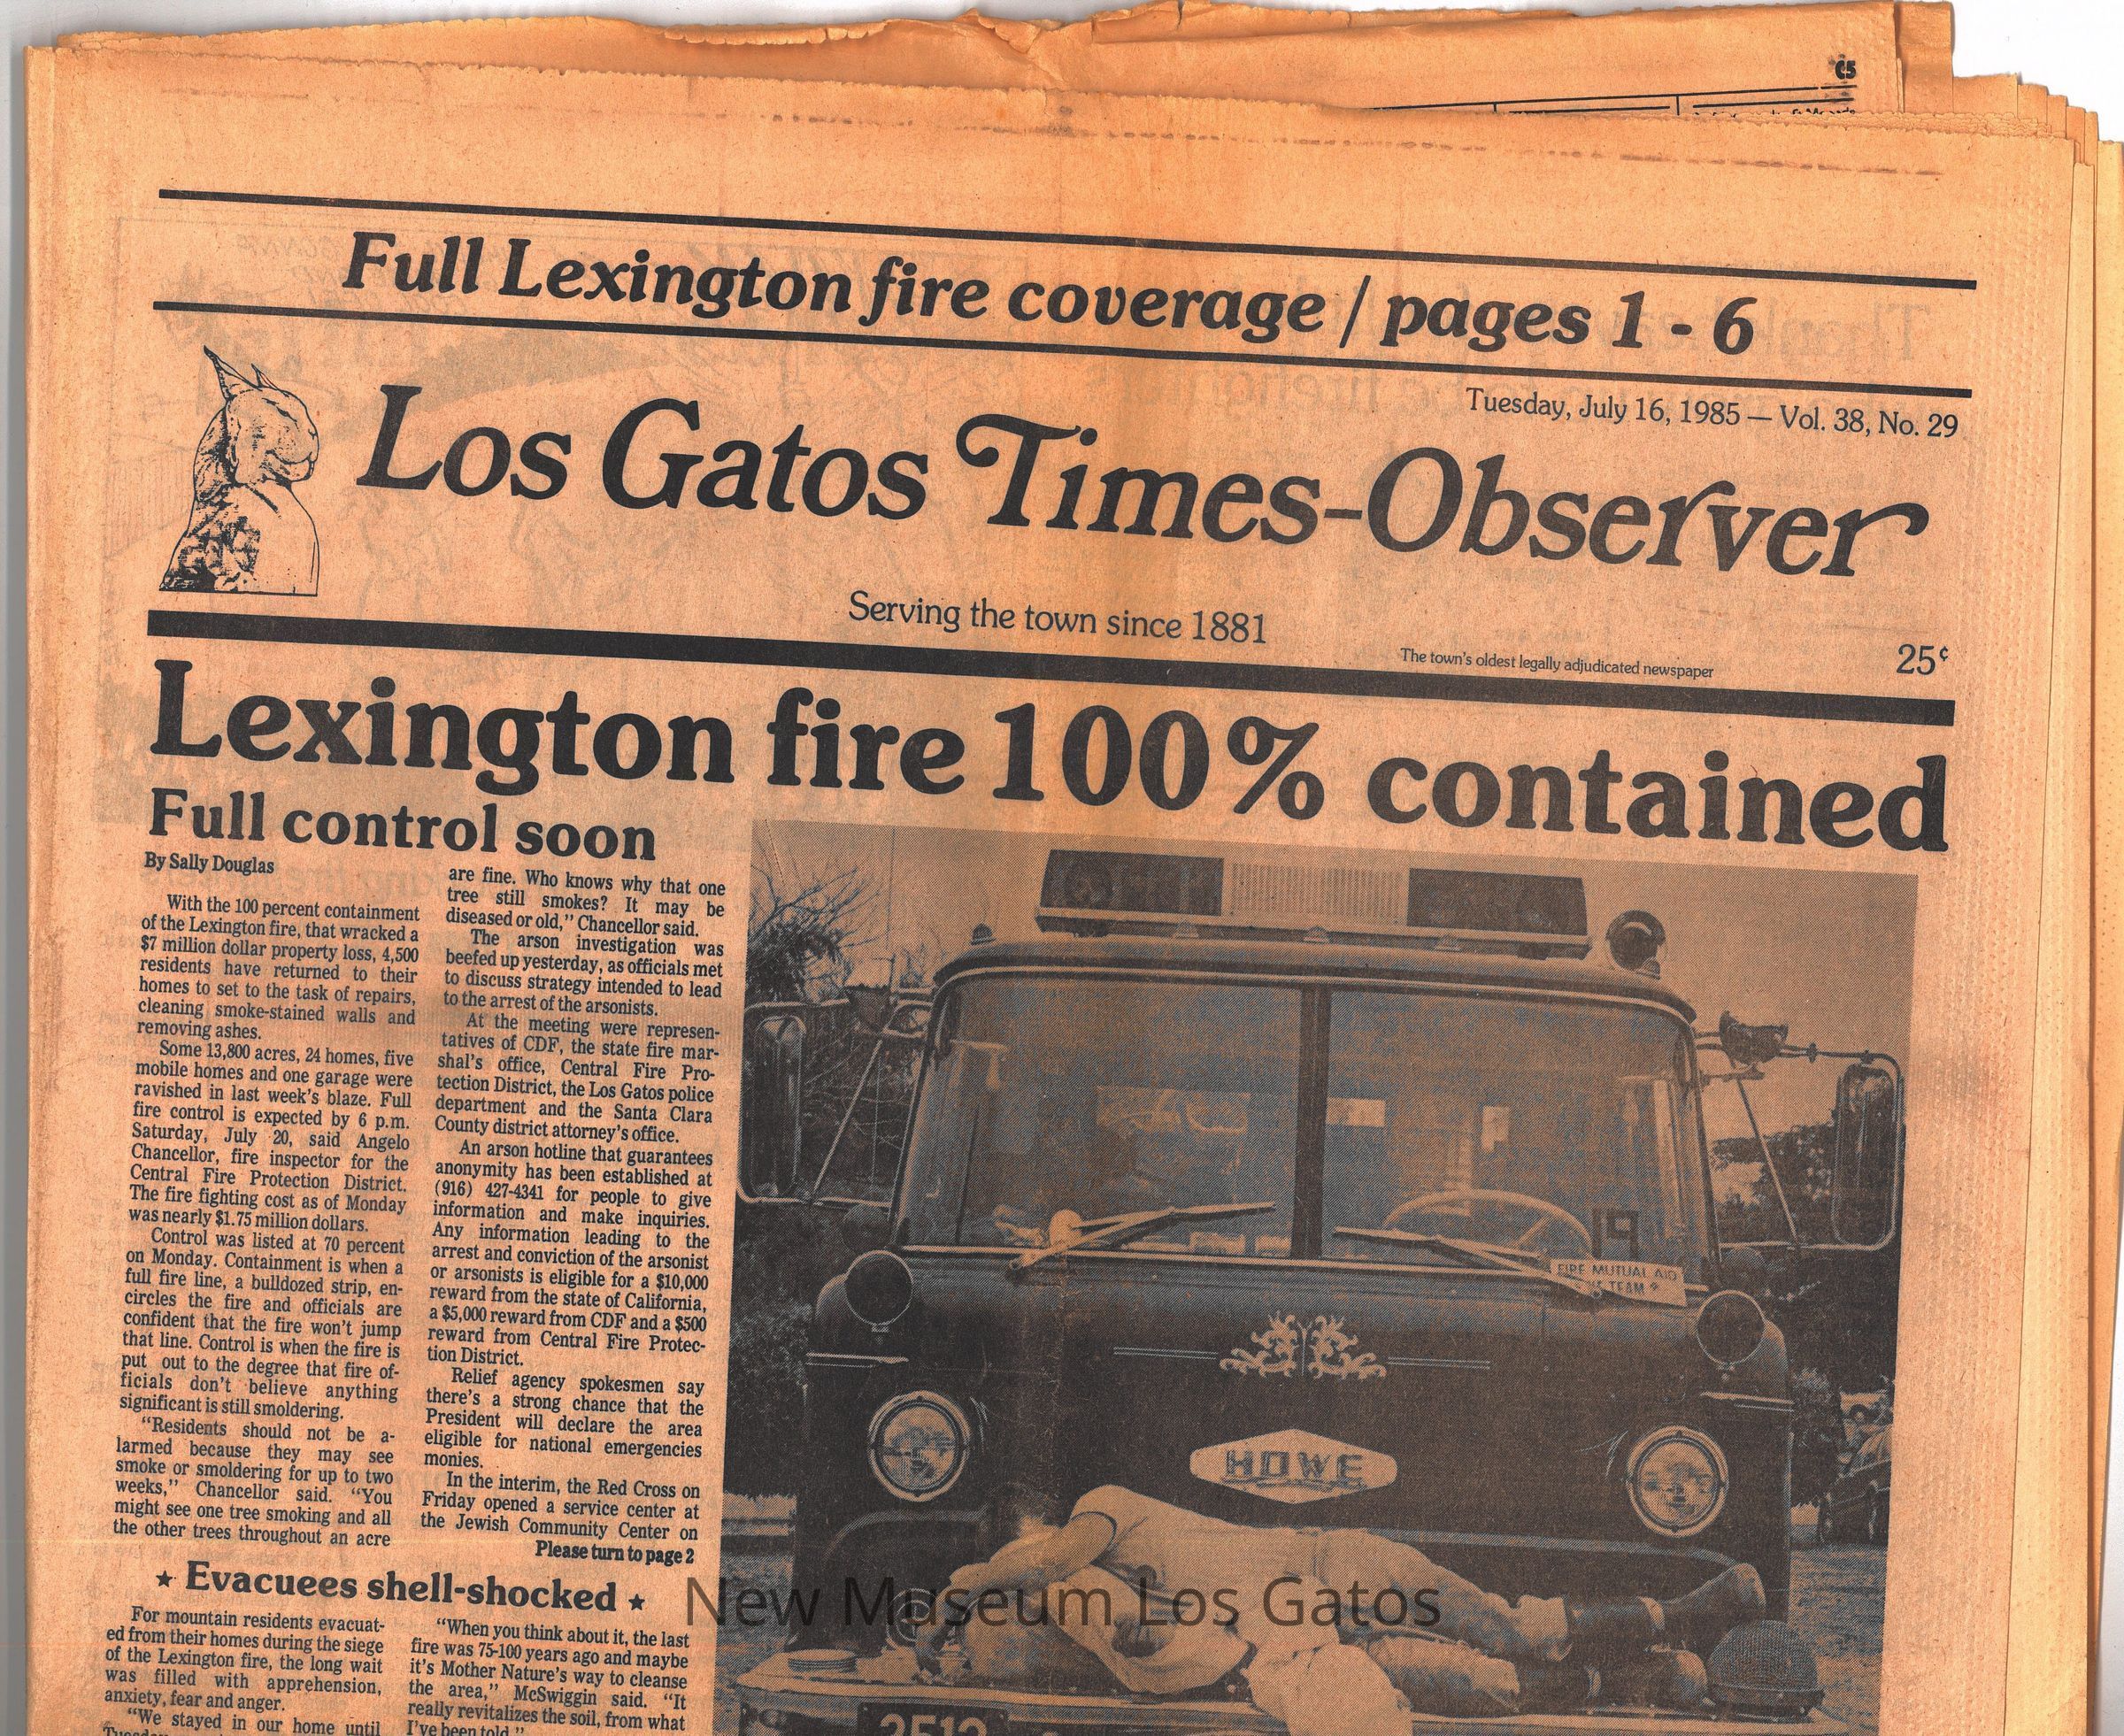 C5
Full Lexington fire coverage / pages 1 - 6
Tuesday, July 16, 1985 — Vol. 38, No. 29
Los Gatos Times-Observer
Serving the town since 1881
The town's oldest legally adjudicated newspaper
25¢
Lexington fire 100% contained
Full control soon
By Sally Douglas
With the 100 percent containment
of the Lexington fire, that wracked a
$7 million dollar property loss, 4,500
residents have returned to their
homes to set to the task of repairs,
cleaning smoke-stained walls and
removing ashes.
Some 13,800 acres, 24 homes, five
mobile homes and one garage were
ravished in last week's blaze. Full
fire control is expected by 6 p.m.
Saturday, July 20, said Angelo
Chancellor, fire inspector for the
Central Fire Protection District.
The fire fighting cost as of Monday
was nearly $1.75 million dollars.
Control was listed at 70 percent
on Monday. Containment is when a
full fire line, a bulldozed strip, en-
circles the fire and officials are
confident that the fire won't jump
that line. Control is when the fire is
put out to the degree that fire of-
ficials don't believe anything
significant is still smoldering.
"Residents should not be a-
larmed because they may see
smoke or smoldering for up to two
weeks," Chancellor said. "You
might see one tree smoking and all
the other trees throughout an acre
are fine. Who knows why that one
tree still smokes? It may be
diseased or old," Chancellor said.
The arson investigation was
beefed up yesterday, as officials met
to discuss strategy intended to lead
to the arrest of the arsonists.
At the meeting were represen-
tatives of CDF, the state fire mar-
shal's office, Central Fire Pro-
tection District, the Los Gatos police
department and the Santa Clara
County district attorney's office.
An arson hotline that guarantees
anonymity has been established at
(916) 427-4341 for people to give
information and make inquiries.
Any information leading to the
arrest and conviction of the arsonist
or arsonists is eligible for a $10,000
reward from the state of California,
a $5,000 reward from CDF and a $500
reward from Central Fire Protec-
tion District.
Relief agency spokesmen say
there's a strong chance that the
President will declare the area
eligible for national emergencies
monies.
In the interim, the Red Cross on
Friday opened a service center at
the Jewish Community Center on
Please turn to page 2
★ Evacuees shell-shocked ★
For mountain residents evacuat-
ed from their homes during the siege
of the Lexington fire, the long wait
was filled with apprehension,
anxiety, fear and anger.
"We stayed in our home until
"When you think about it, the last
fire was 75-100 years ago and maybe
it's Mother Nature's way to cleanse
the area," McSwiggin said. "It
really revitalizes the soil, from what
I've been told."
19
FIRE MUTUAL AID
TEAM
HOWE
2513
New Museum Los Gatos